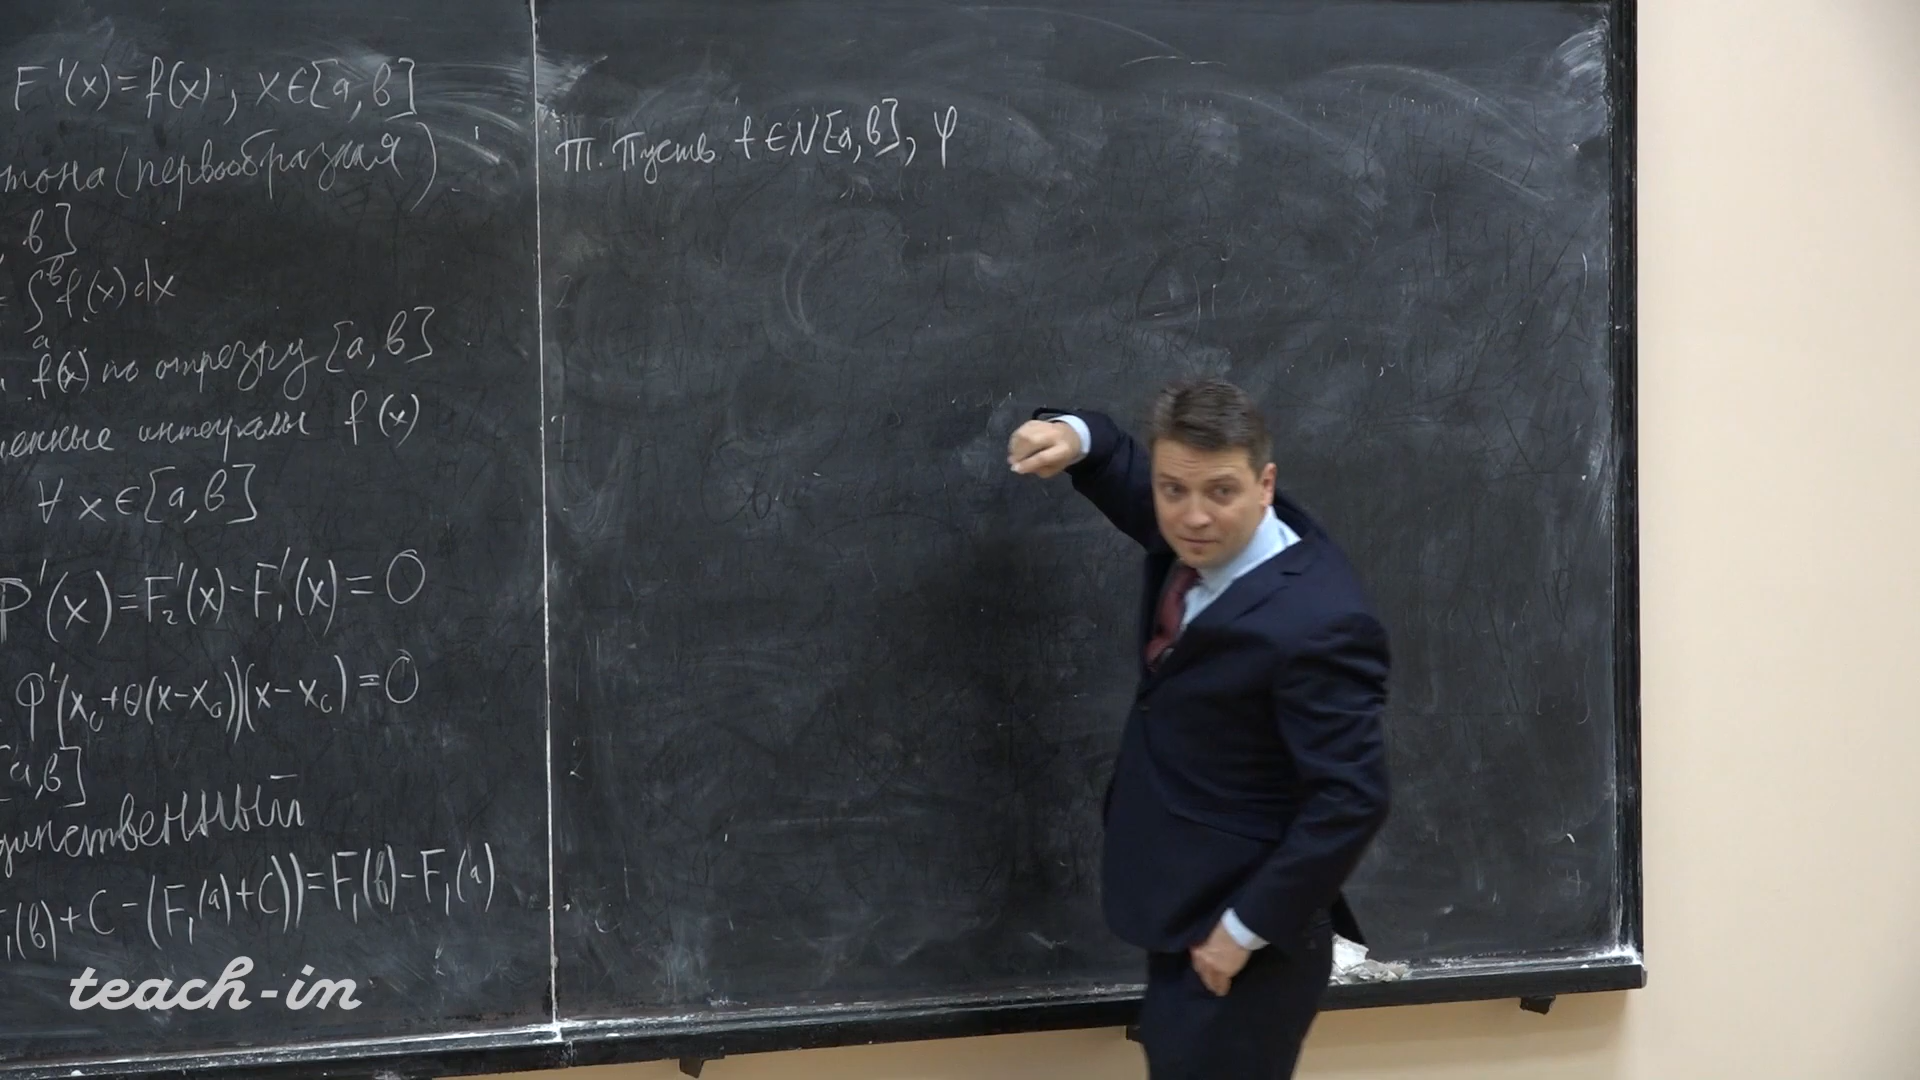 F'(x)=f(x), x∈[a,в]
тона (первообразная)
в]
= ∫ₐᵇ f(x)dx
f(x) по отрезку [a,в]
енные интегралы f(x)
∀ x∈[a,в]
φ'(x)=F₂'(x)-F₁'(x)=0
φ'(x₀+θ(x-x₀))(x-x₀)=0
[a,в]
динственный
F₁(в)+C-(F₁(a)+C))=F₁(в)-F₁(a)
Т. Пусть f∈N[a,в], φ
teach-in